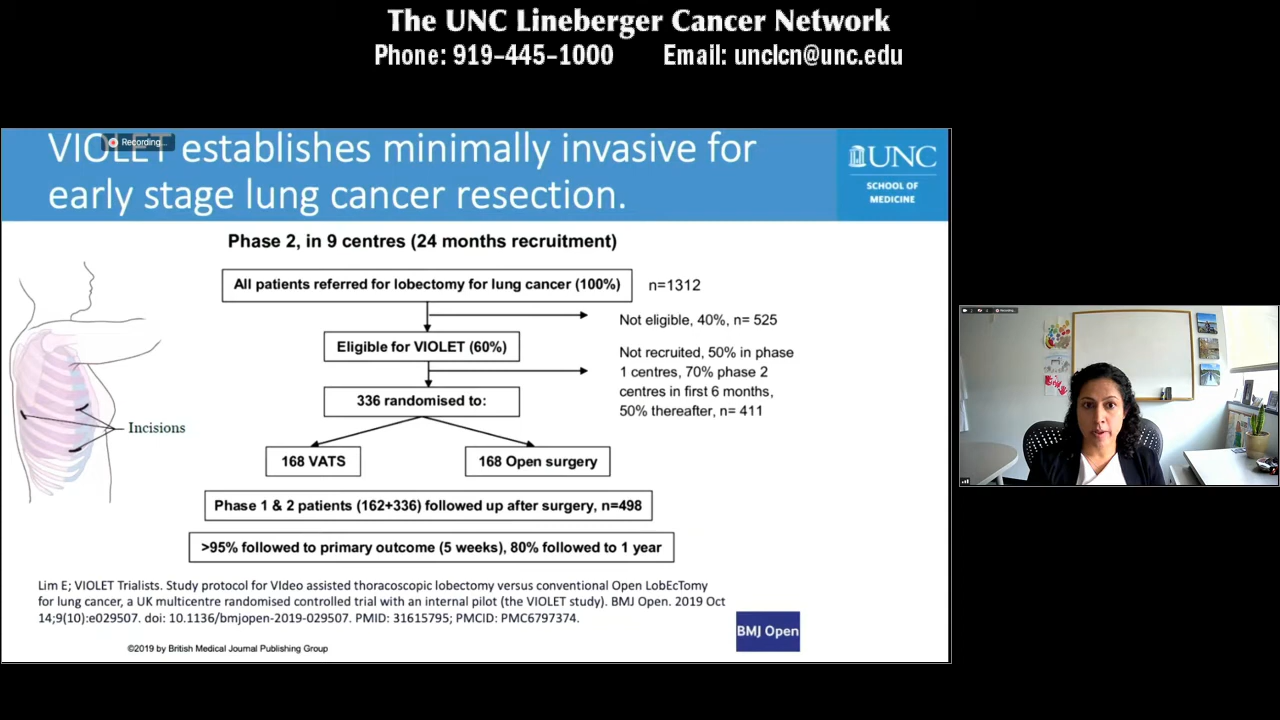 The UNC Lineberger Cancer Network
Phone: 919-445-1000 Email: unclcn@unc.edu
VIOLET establishes minimally invasive for
early stage lung cancer resection.
Recording...
UNC
SCHOOL OF
MEDICINE
Phase 2, in 9 centres (24 months recruitment)
All patients referred for lobectomy for lung cancer (100%)
n=1312
Not eligible, 40%, n= 525
Eligible for VIOLET (60%)
Not recruited, 50% in phase
1 centres, 70% phase 2
centres in first 6 months,
50% thereafter, n= 411
336 randomised to:
Incisions
168 VATS
168 Open surgery
Phase 1 & 2 patients (162+336) followed up after surgery, n=498
>95% followed to primary outcome (5 weeks), 80% followed to 1 year
Lim E; VIOLET Trialists. Study protocol for VIdeo assisted thoracoscopic lobectomy versus conventional Open LobEcTomy
for lung cancer, a UK multicentre randomised controlled trial with an internal pilot (the VIOLET study). BMJ Open. 2019 Oct
14;9(10):e029507. doi: 10.1136/bmjopen-2019-029507. PMID: 31615795; PMCID: PMC6797374.
BMJ Open
©2019 by British Medical Journal Publishing Group